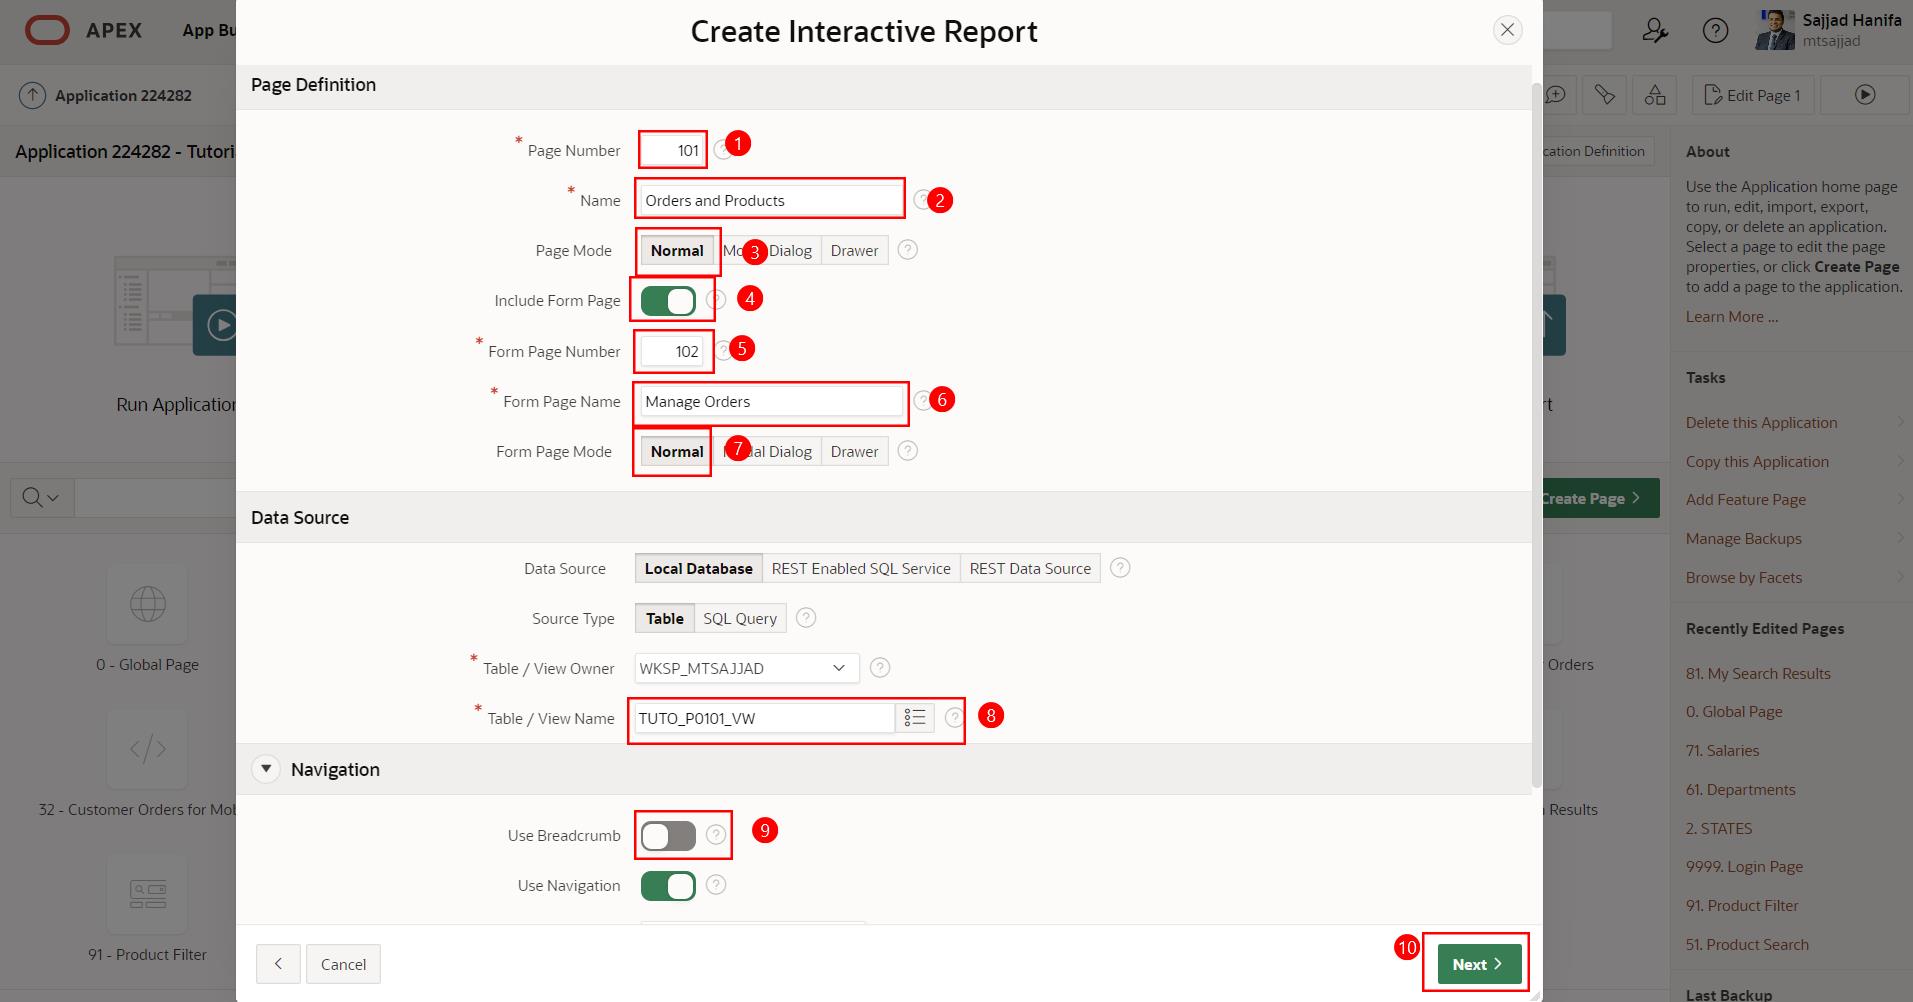 Create Interactive Report
APEX
App Bu
Sajjad Hanifa
mtsajjad
Application 224282
Edit Page 1
Application 224282 - Tutori
cation Definition
Run Application
rt
Create Page
0 - Global Page
Orders
32 - Customer Orders for Mob
Results
91 - Product Filter
Page Definition
* Page Number 101 ? 1
* Name Orders and Products ? 2
Page Mode Normal Mo 3 Dialog Drawer ?
Include Form Page ? 4
* Form Page Number 102 ? 5
* Form Page Name Manage Orders ? 6
Form Page Mode Normal 7 dal Dialog Drawer ?
Data Source
Data Source Local Database REST Enabled SQL Service REST Data Source ?
Source Type Table SQL Query ?
* Table / View Owner WKSP_MTSAJJAD ?
* Table / View Name TUTO_P0101_VW ? 8
Navigation
Use Breadcrumb ? 9
Use Navigation ?
Cancel
10 Next
About
Use the Application home page
to run, edit, import, export,
copy, or delete an application.
Select a page to edit the page
properties, or click Create Page
to add a page to the application.
Learn More ...
Tasks
Delete this Application
Copy this Application
Add Feature Page
Manage Backups
Browse by Facets
Recently Edited Pages
81. My Search Results
0. Global Page
71. Salaries
61. Departments
2. STATES
9999. Login Page
91. Product Filter
51. Product Search
Last Backup